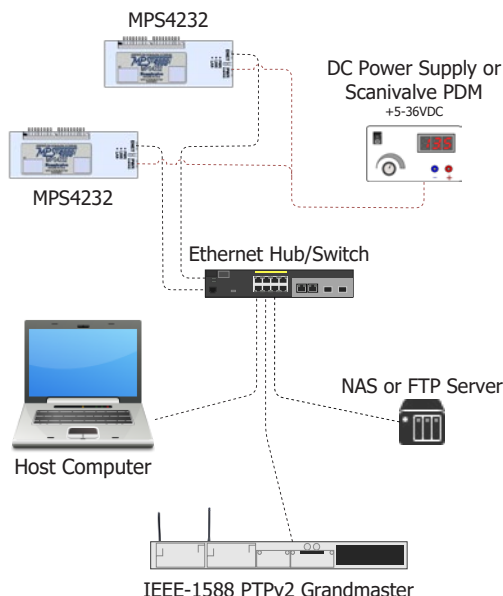 MPS4232
DC Power Supply or
Scanivalve PDM
+5-36VDC
MPS4232
Ethernet Hub/Switch
NAS or FTP Server
Host Computer
IEEE-1588 PTPv2 Grandmaster